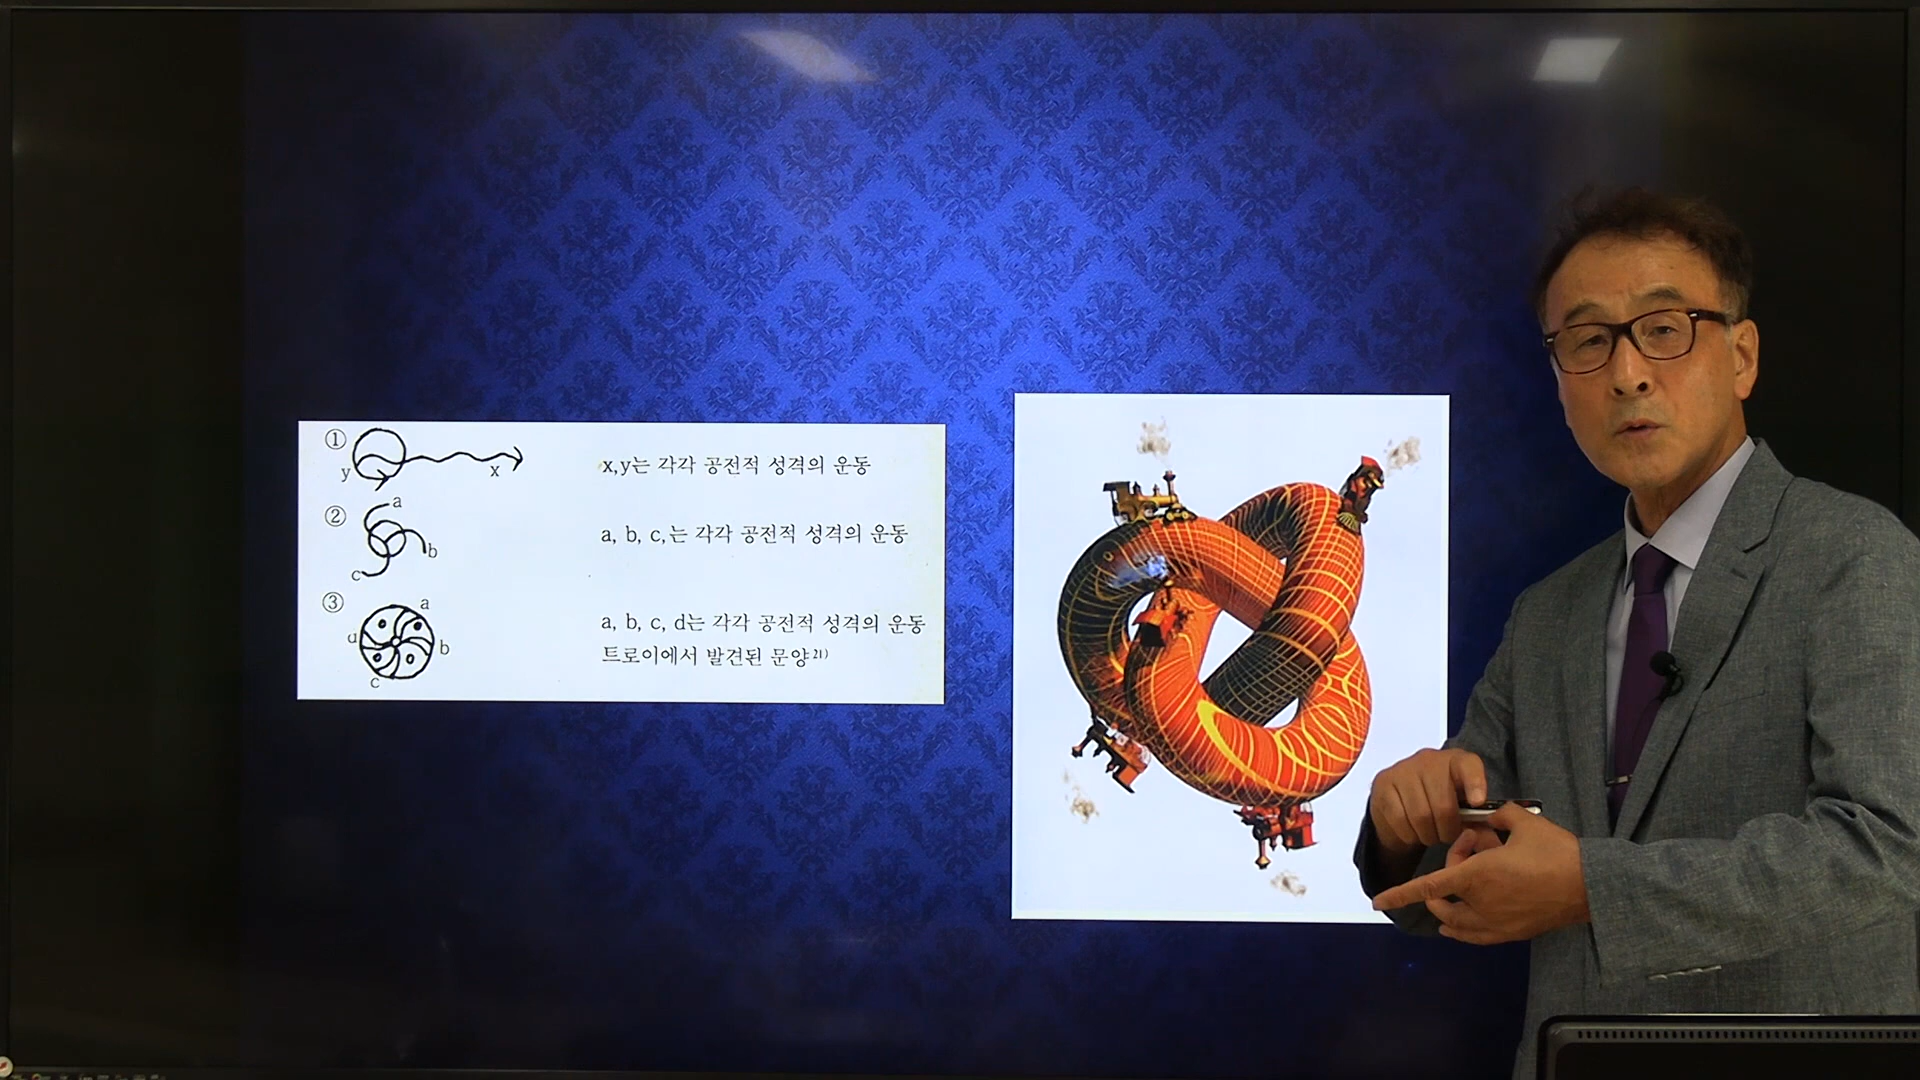 ①
y
x
x,y는 각각 공전적 성격의 운동
②
a
b
c
a, b, c,는 각각 공전적 성격의 운동
③
a
d
b
c
a, b, c, d는 각각 공전적 성격의 운동
트로이에서 발견된 문양21)